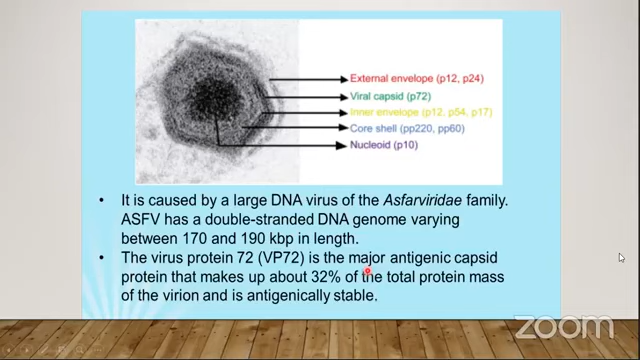 External envelope (p12, p24)
Viral capsid (p72)
Inner envelope (p12, p54, p17)
Core shell (pp220, pp60)
Nucleoid (p10)
• It is caused by a large DNA virus of the Asfarviridae family.
ASFV has a double-stranded DNA genome varying
between 170 and 190 kbp in length.
• The virus protein 72 (VP72) is the major antigenic capsid
protein that makes up about 32% of the total protein mass
of the virion and is antigenically stable.
zoom